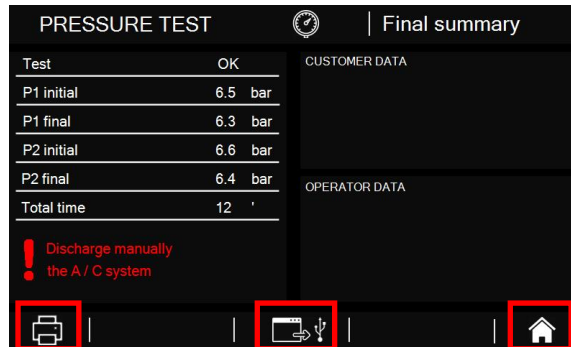 PRESSURE TEST
Final summary
Test OK
P1 initial 6.5 bar
P1 final 6.3 bar
P2 initial 6.6 bar
P2 final 6.4 bar
Total time 12 '
! Discharge manually
the A / C system
CUSTOMER DATA
OPERATOR DATA